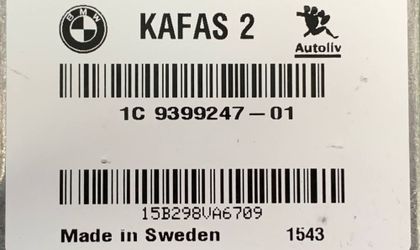 BMW
KAFAS 2
Autoliv
1C 9399247-01
15B298VA6709
Made in Sweden 1543